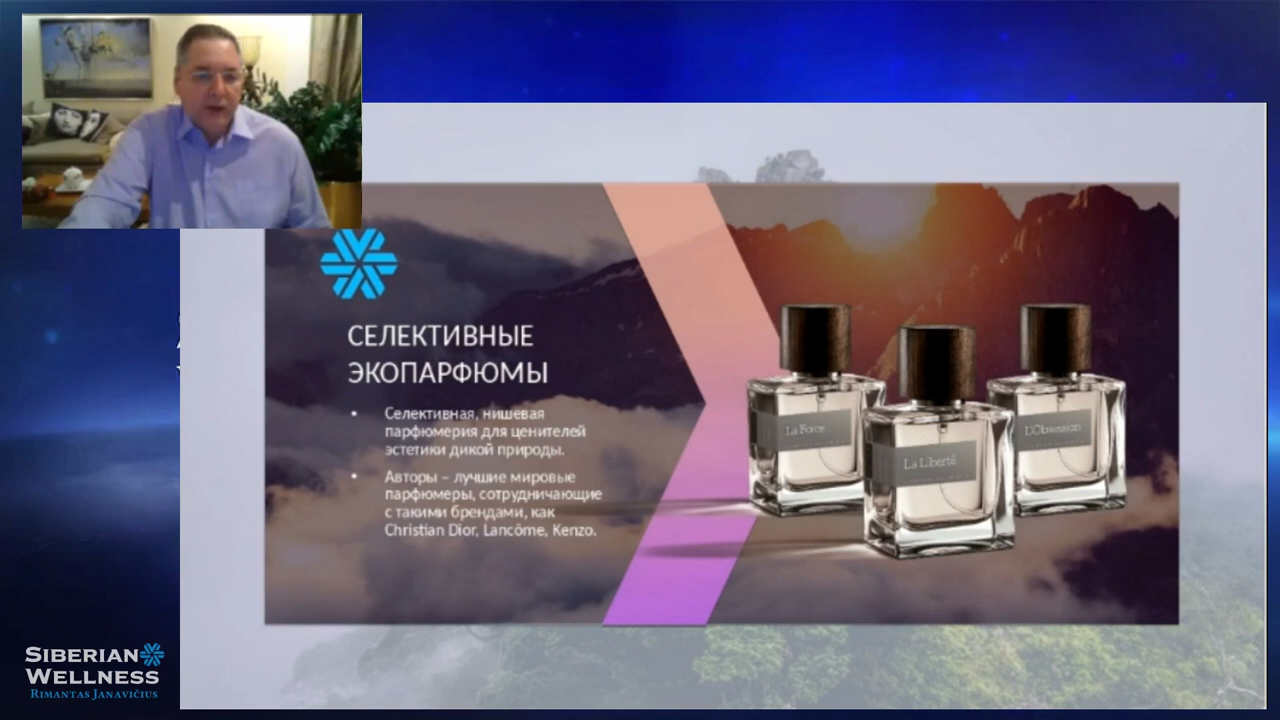 СЕЛЕКТИВНЫЕ
ЭКОПАРФЮМЫ
• Селективная, нишевая
парфюмерия для ценителей
эстетики дикой природы.
• Авторы – лучшие мировые
парфюмеры, сотрудничающие
с такими брендами, как
Christian Dior, Lancôme, Kenzo.
La Force
La Liberté
L'Obsession
SIBERIAN
WELLNESS
RIMANTAS JANAVIČIUS